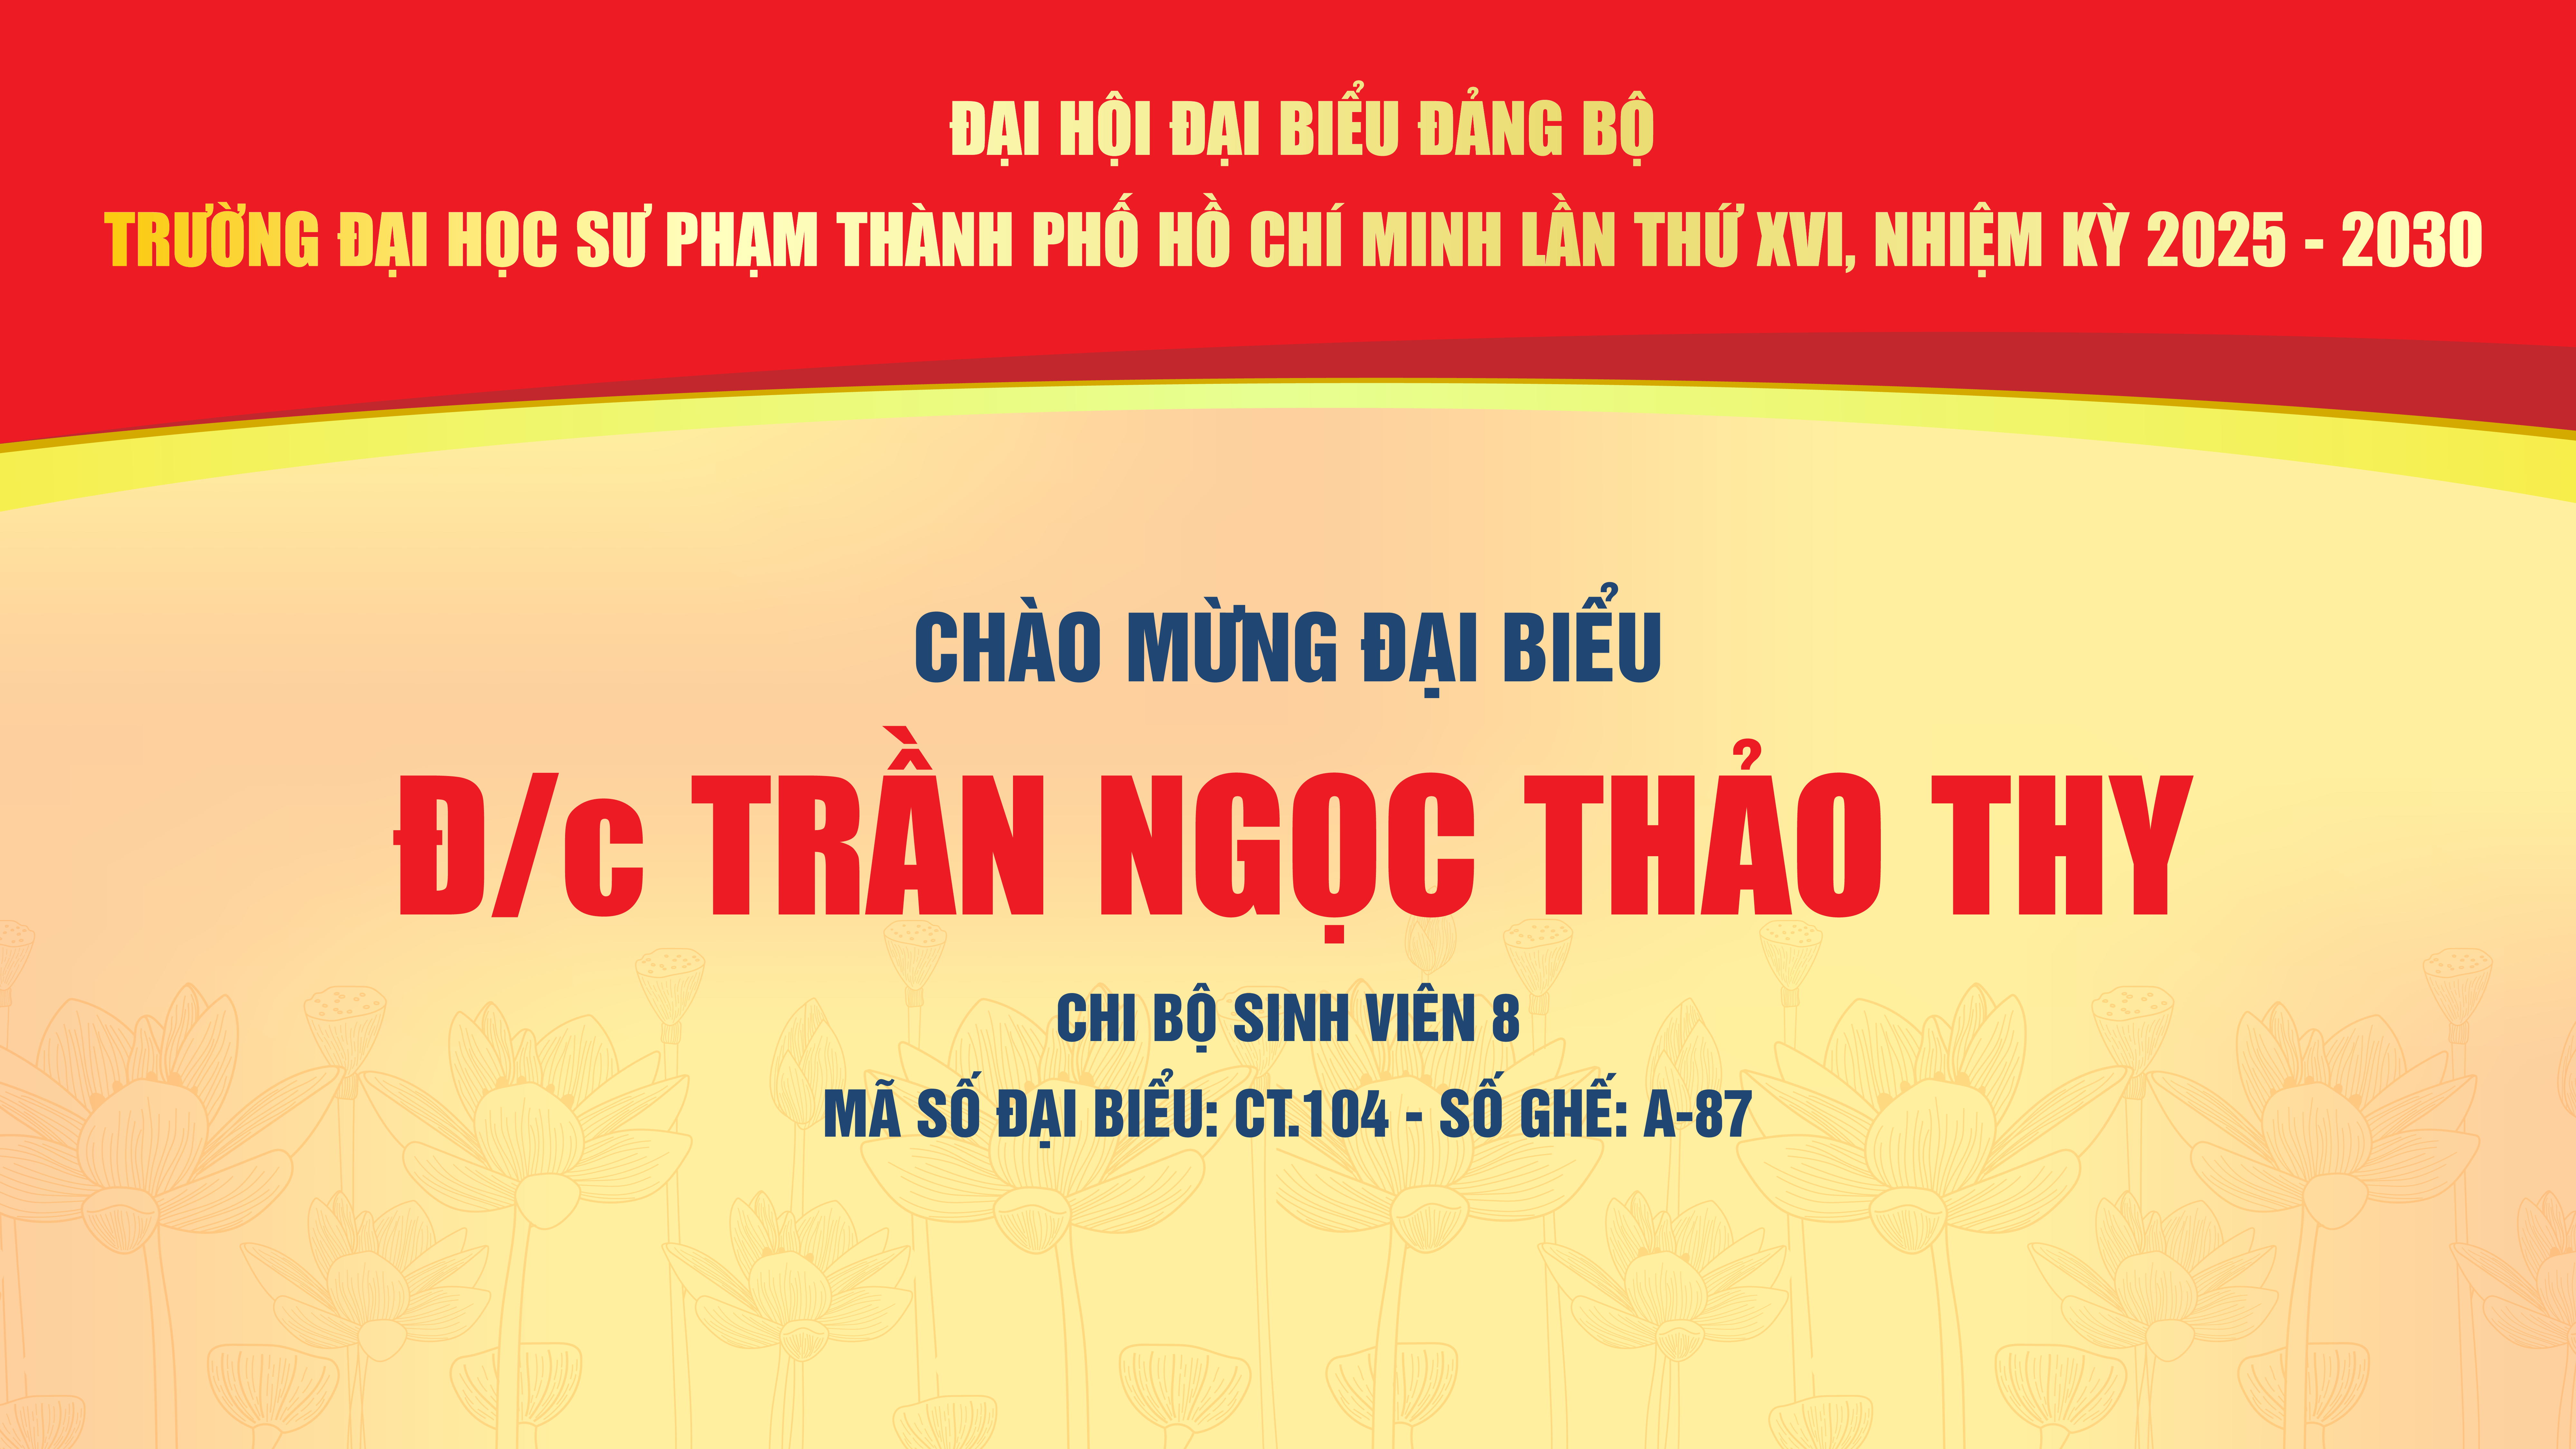 ĐẠI HỘI ĐẠI BIỂU ĐẢNG BỘ
TRƯỜNG ĐẠI HỌC SƯ PHẠM THÀNH PHỐ HỒ CHÍ MINH LẦN THỨ XVI, NHIỆM KỲ 2025 - 2030
CHÀO MỪNG ĐẠI BIỂU
Đ/c TRẦN NGỌC THẢO THY
CHI BỘ SINH VIÊN 8
MÃ SỐ ĐẠI BIỂU: CT.104 - SỐ GHẾ: A-87